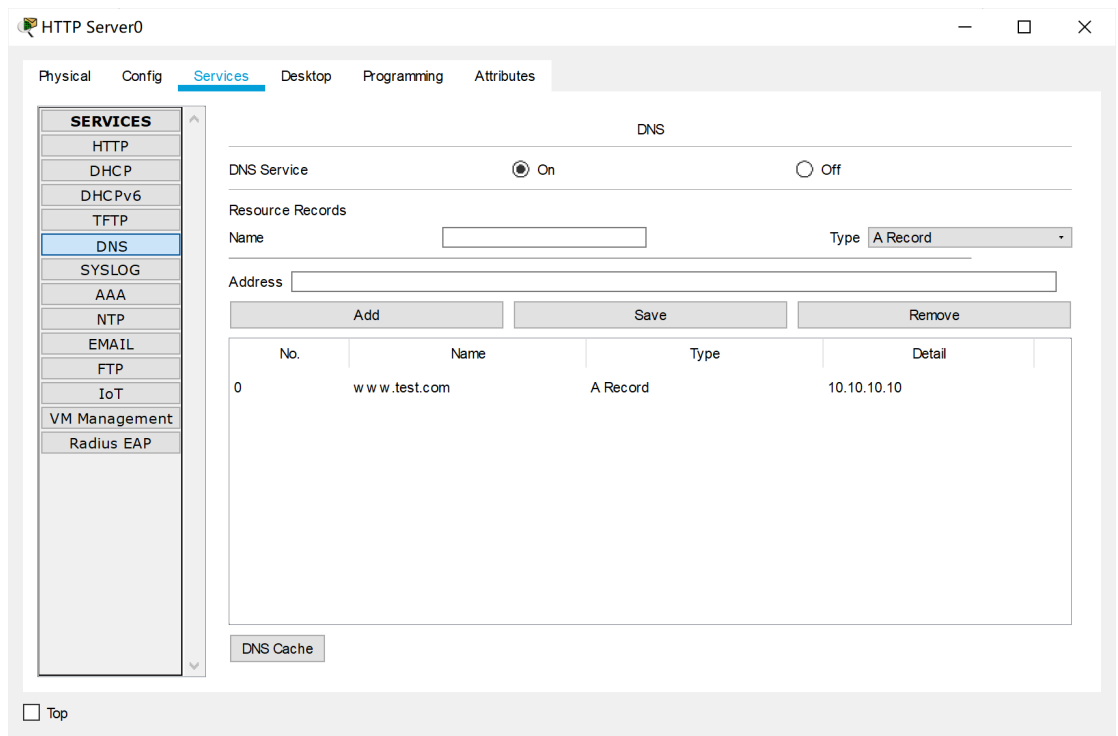 HTTP Server0
Physical Config Services Desktop Programming Attributes
SERVICES
HTTP
DHCP
DHCPv6
TFTP
DNS
SYSLOG
AAA
NTP
EMAIL
FTP
IoT
VM Management
Radius EAP
DNS
DNS Service On Off
Resource Records
Name Type A Record
Address
Add Save Remove
No. Name Type Detail
0 www.test.com A Record 10.10.10.10
DNS Cache
Top